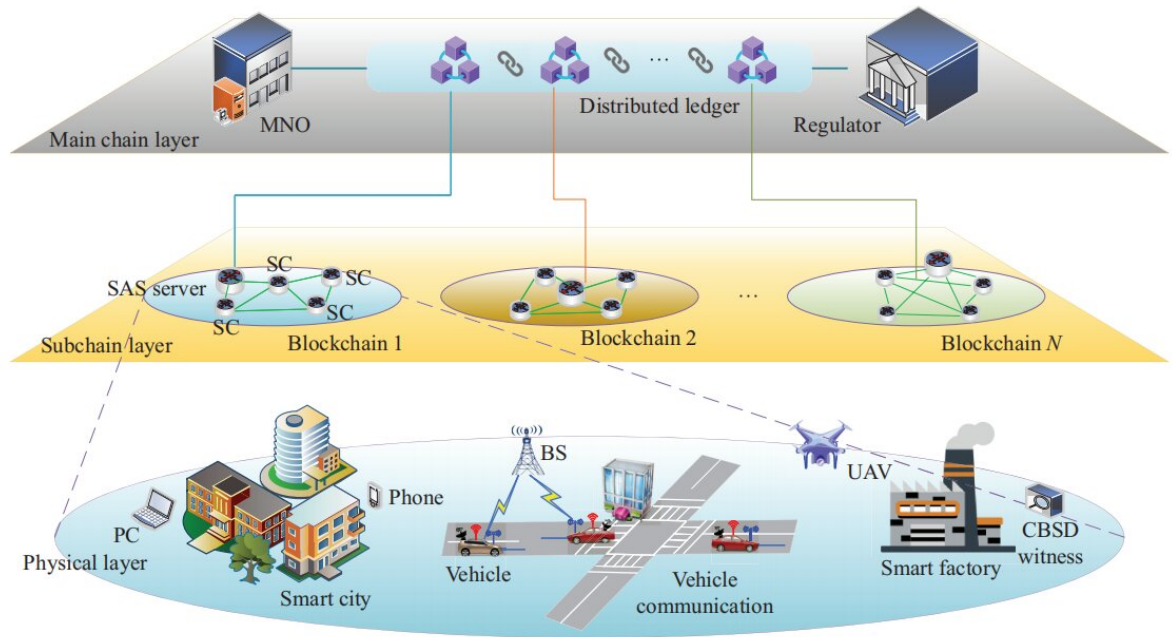 MNO
Distributed ledger
...
Regulator
Main chain layer
SC
SC
SAS server
SC
SC
...
Blockchain 1
Blockchain 2
Blockchain N
Subchain layer
BS
UAV
Phone
PC
CBSD
witness
Physical layer
Vehicle
Vehicle
communication
Smart factory
Smart city